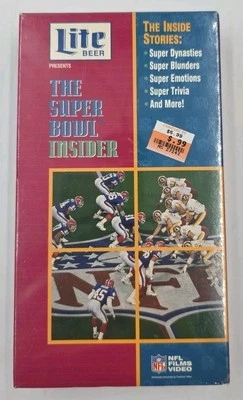 Lite
BEER
PRESENTS
THE
SUPER
BOWL
INSIDER
THE INSIDE
STORIES:
• Super Dynasties
• Super Blunders
• Super Emotions
• Super Trivia
• And More!
$.99
NFL
NFL
FILMS
VIDEO